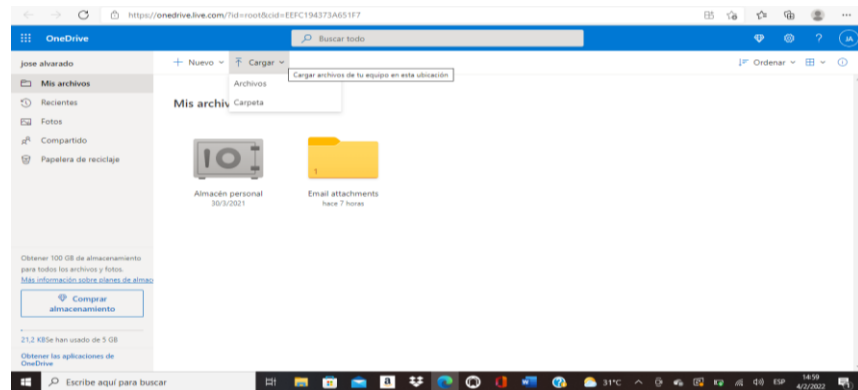 https://onedrive.live.com/?id=root&cid=EEFC194373A651F7
OneDrive
Buscar todo
? JA
jose alvarado
Nuevo
Cargar
Ordenar
Cargar archivos de tu equipo en esta ubicación
Archivos
Carpeta
Mis archivos
Recientes
Fotos
Compartido
Papelera de reciclaje
Mis archiv
1
Almacén personal
30/3/2021
Email attachments
hace 7 horas
Obtener 100 GB de almacenamiento
para todos los archivos y fotos.
Más información sobre planes de almac
Comprar
almacenamiento
21,2 KBSe han usado de 5 GB
Obtener las aplicaciones de
OneDrive
Escribe aquí para buscar
a
31°C
ESP
14:59
4/2/2022